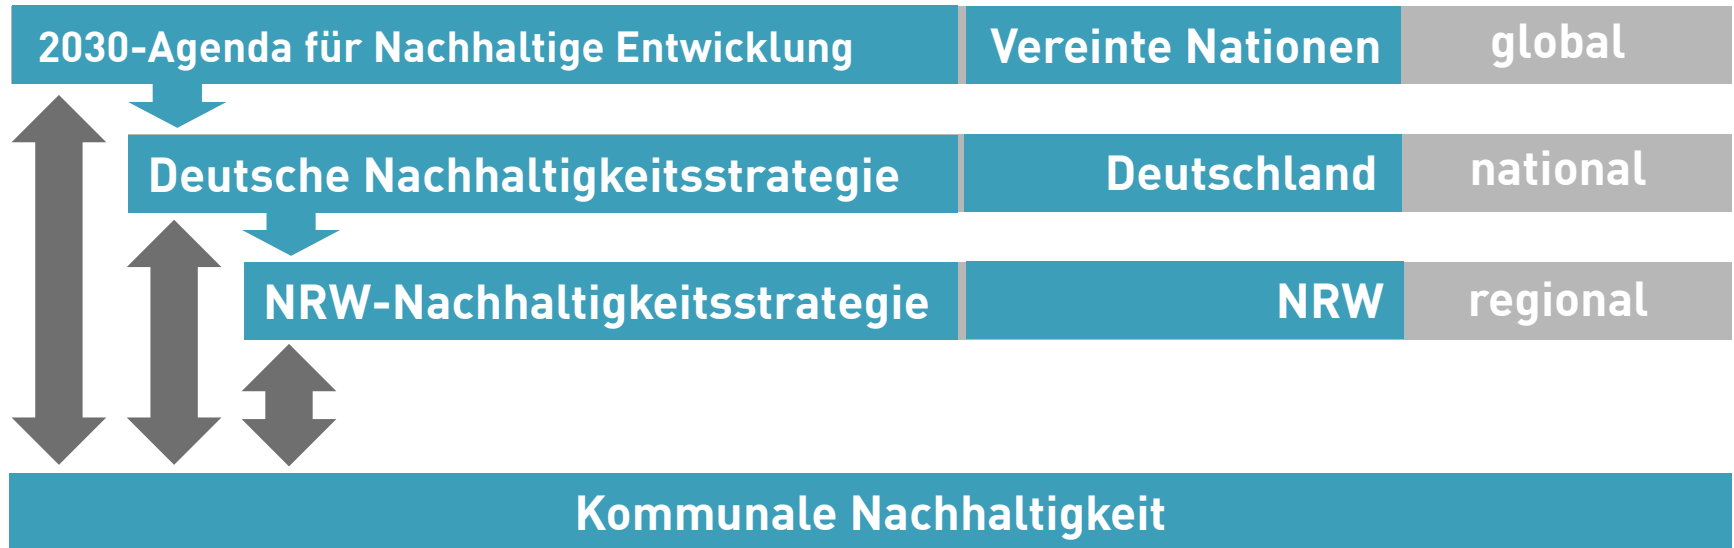 2030-Agenda für Nachhaltige Entwicklung Vereinte Nationen global
Deutsche Nachhaltigkeitsstrategie Deutschland national
NRW-Nachhaltigkeitsstrategie NRW regional
Kommunale Nachhaltigkeit